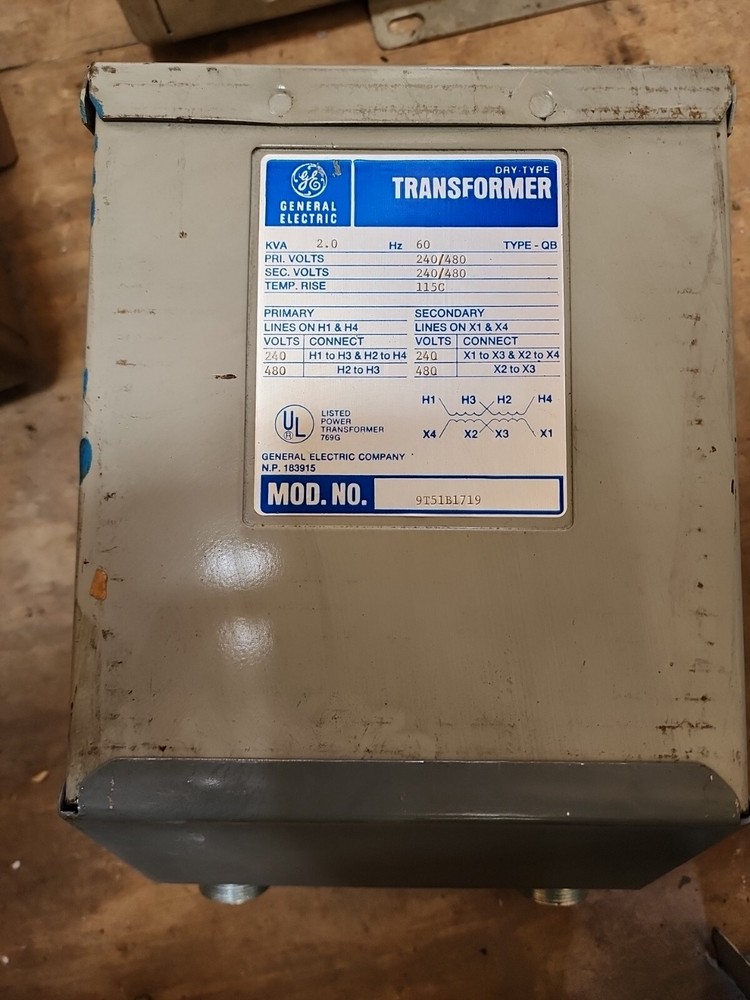 GE
GENERAL
ELECTRIC
DRY-TYPE
TRANSFORMER
KVA 2.0 Hz 60 TYPE - QB
PRI. VOLTS 240/480
SEC. VOLTS 240/480
TEMP. RISE 115C
PRIMARY SECONDARY
LINES ON H1 & H4 LINES ON X1 & X4
VOLTS CONNECT VOLTS CONNECT
240 H1 to H3 & H2 to H4 240 X1 to X3 & X2 to X4
480 H2 to H3 480 X2 to X3
H1 H3 H2 H4
X4 X2 X3 X1
UL ®
LISTED
POWER
TRANSFORMER
769G
GENERAL ELECTRIC COMPANY
N.P. 183915
MOD. NO. 9T51B1719